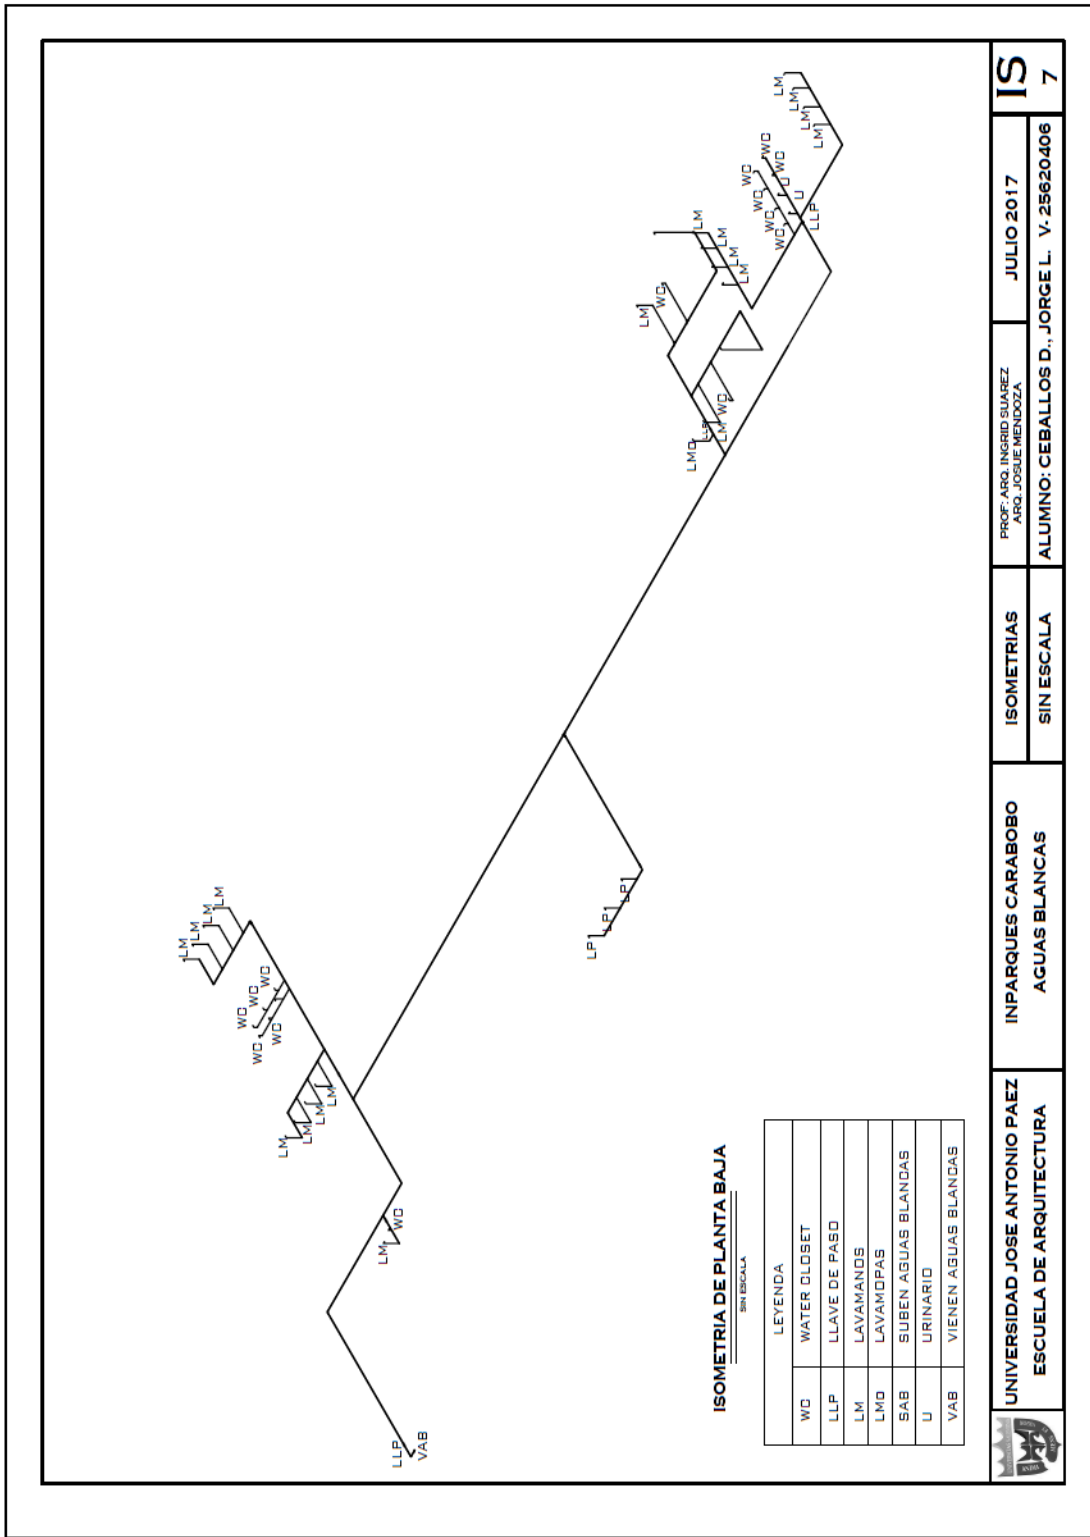 LM
LM
LM
LM
WC
WC
WC
WC
WC
LM
LM
LM
LM
LM
WC
LLP
VAB
LP
LP
LP
LMO
LM
WC
LM
WC
LM
LM
LM
LM
WC
WC
WC
WC
WC
WC
U
U
LLP
LM
LM
LM
LM
ISOMETRIA DE PLANTA BAJA
SIN ESCALA
LEYENDA
WC WATER CLOSET
LLP LLAVE DE PASO
LM LAVAMANOS
LMO LAVAMOPAS
SAB SUBEN AGUAS BLANCAS
U URINARIO
VAB VIENEN AGUAS BLANCAS
UNIVERSIDAD JOSE ANTONIO PAEZ
ESCUELA DE ARQUITECTURA
INPARQUES CARABOBO
AGUAS BLANCAS
ISOMETRIAS
SIN ESCALA
PROF: ARQ. INGRID SUAREZ
ARQ. JOSUE MENDOZA
JULIO 2017
ALUMNO: CEBALLOS D., JORGE L. V- 25620406
IS
7